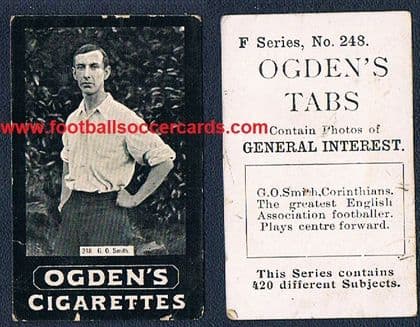 248 G. O. Smith.
OGDEN'S
CIGARETTES
www.footballsoccercards.com
F Series, No. 248.
OGDEN'S
TABS
Contain Photos of
GENERAL INTEREST.
G.O.Smith, Corinthians.
The greatest English
Association footballer.
Plays centre forward.
This Series contains
420 different Subjects.